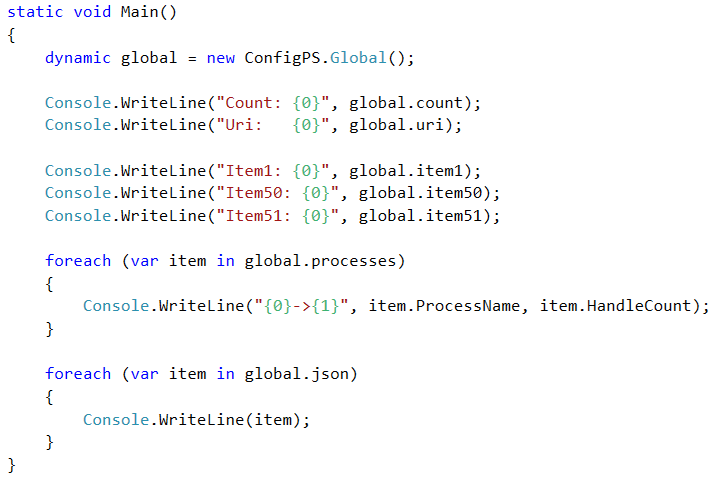 static void Main()
{
    dynamic global = new ConfigPS.Global();

    Console.WriteLine("Count: {0}", global.count);
    Console.WriteLine("Uri:   {0}", global.uri);

    Console.WriteLine("Item1: {0}", global.item1);
    Console.WriteLine("Item50: {0}", global.item50);
    Console.WriteLine("Item51: {0}", global.item51);

    foreach (var item in global.processes)
    {
        Console.WriteLine("{0}->{1}", item.ProcessName, item.HandleCount);
    }

    foreach (var item in global.json)
    {
        Console.WriteLine(item);
    }
}